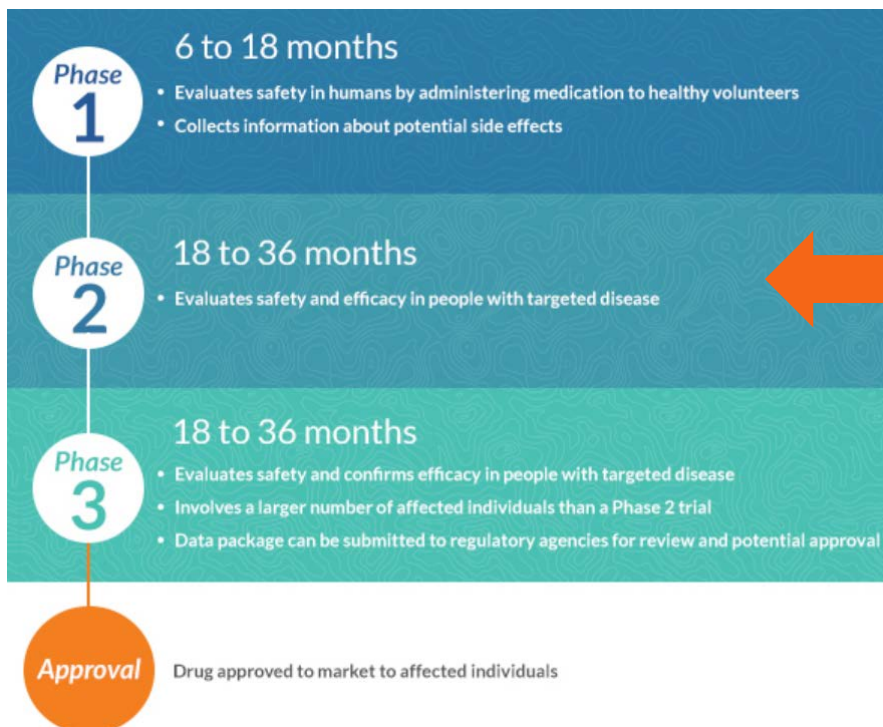 Phase
1
6 to 18 months
• Evaluates safety in humans by administering medication to healthy volunteers
• Collects information about potential side effects
Phase
2
18 to 36 months
• Evaluates safety and efficacy in people with targeted disease
Phase
3
18 to 36 months
• Evaluates safety and confirms efficacy in people with targeted disease
• Involves a larger number of affected individuals than a Phase 2 trial
• Data package can be submitted to regulatory agencies for review and potential approval
Approval
Drug approved to market to affected individuals